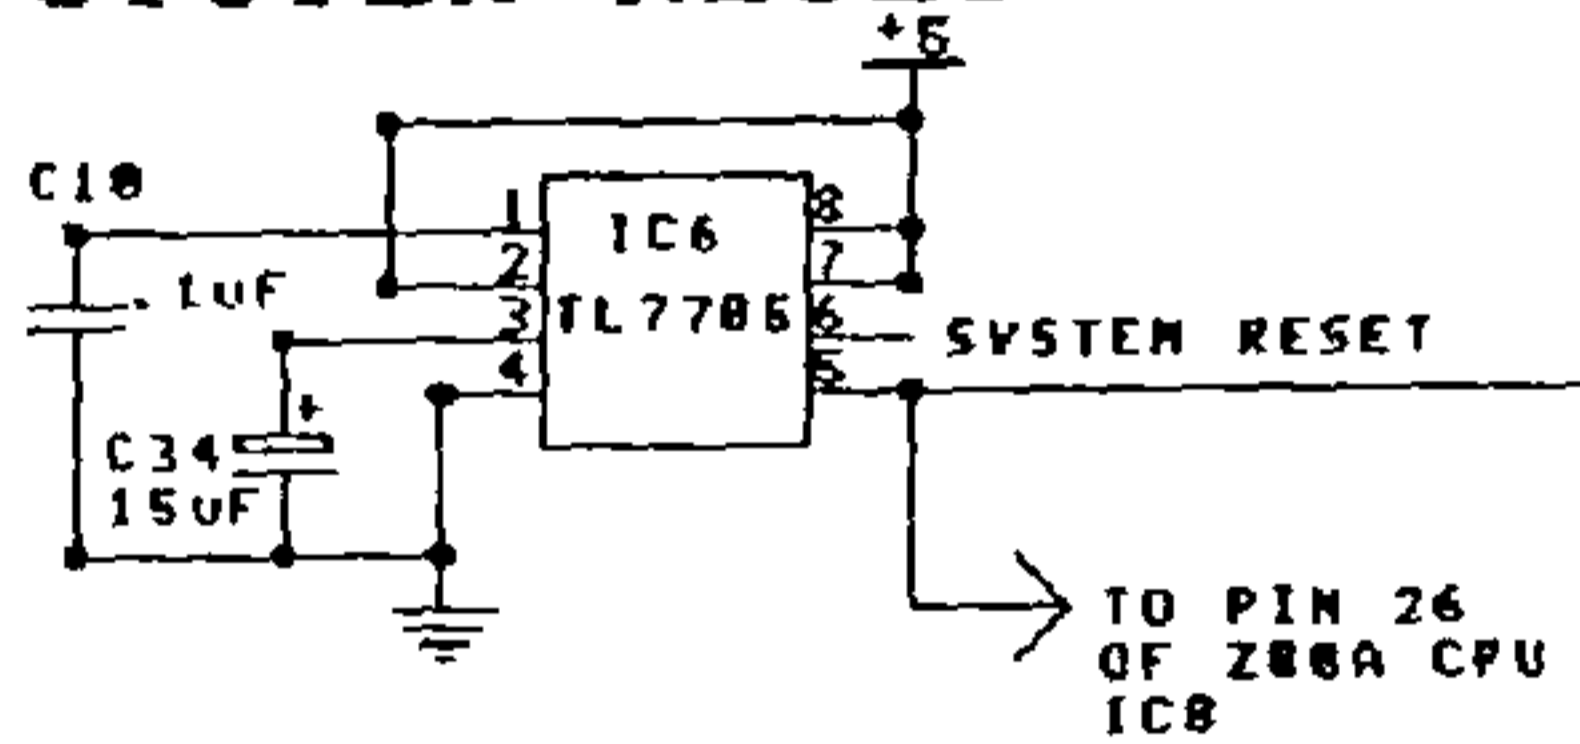 +5
C10
1
8
IC6
2
7
.1uF
3
TL7705
6
SYSTEM RESET
4
5
+
C34
15uF
TO PIN 26
OF Z80A CPU
IC8